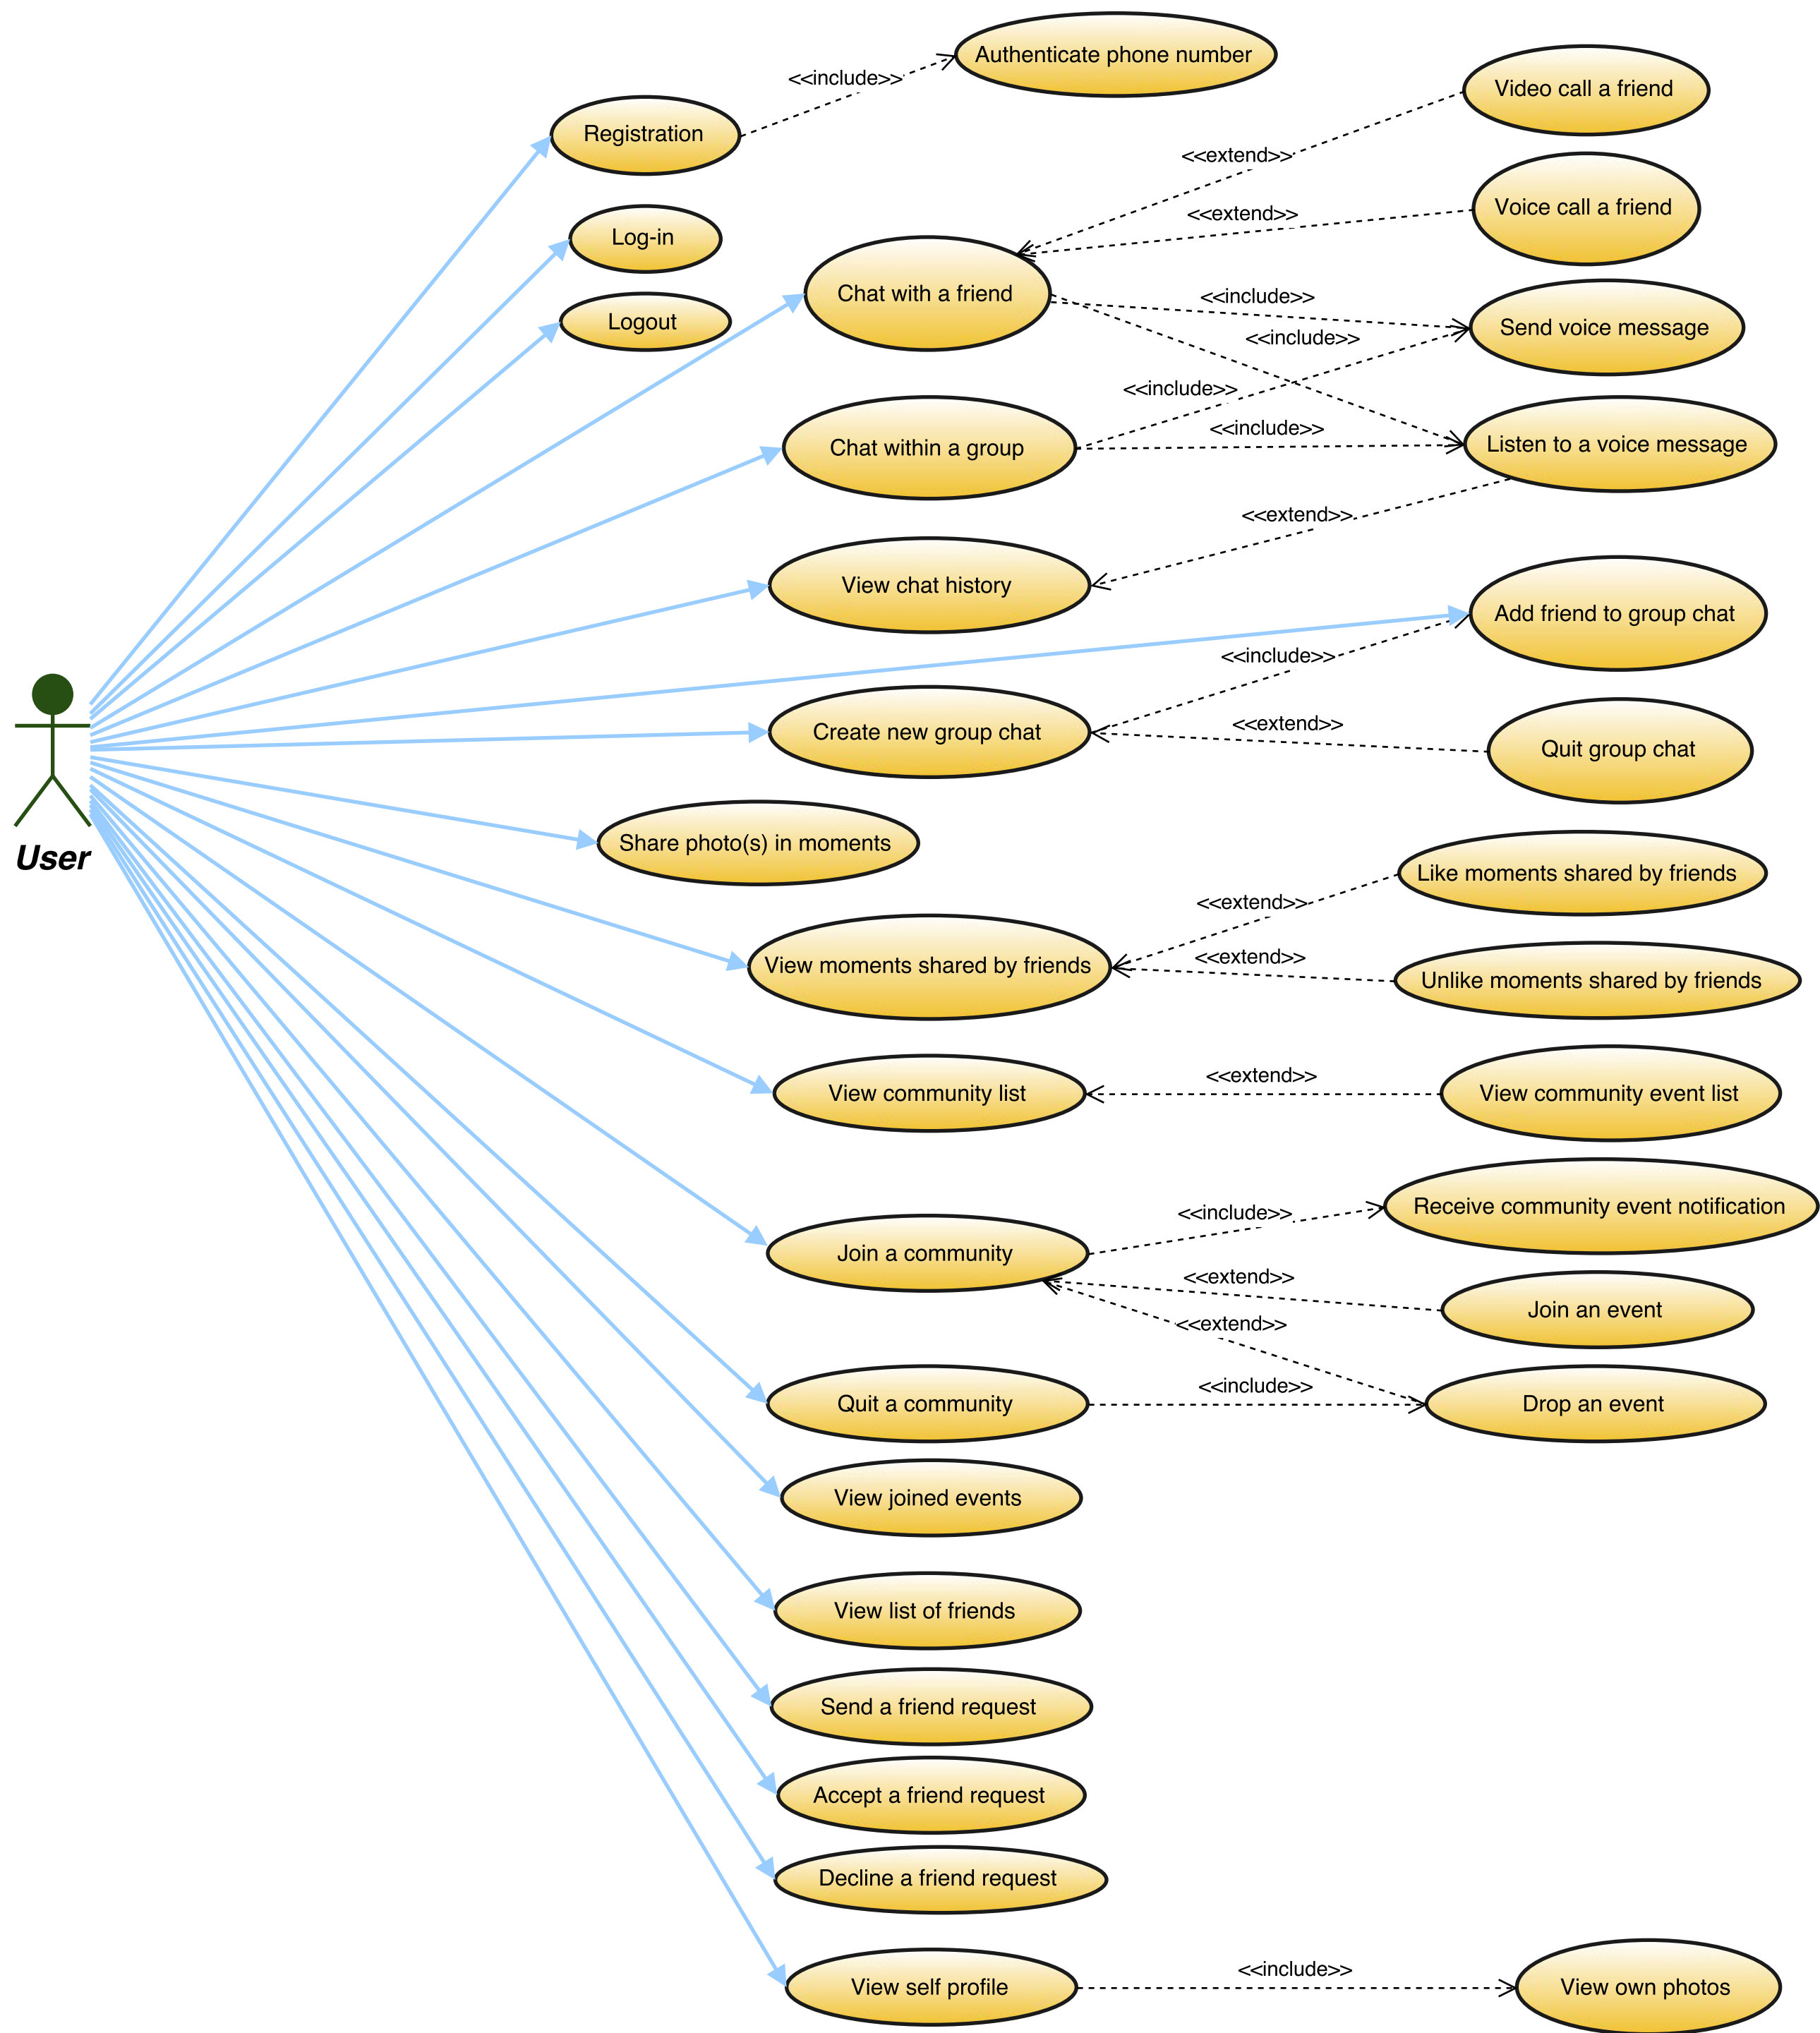 Authenticate phone number
<<include>>
Video call a friend
Registration
<<extend>>
Voice call a friend
<<extend>>
Log-in
Chat with a friend
<<include>>
Logout
Send voice message
<<include>>
<<include>>
<<include>>
Chat within a group
Listen to a voice message
<<extend>>
View chat history
Add friend to group chat
<<include>>
<<extend>>
Create new group chat
Quit group chat
User
Share photo(s) in moments
Like moments shared by friends
<<extend>>
View moments shared by friends
<<extend>>
Unlike moments shared by friends
<<extend>>
View community list
View community event list
<<include>>
Receive community event notification
Join a community
<<extend>>
Join an event
<<extend>>
<<include>>
Quit a community
Drop an event
View joined events
View list of friends
Send a friend request
Accept a friend request
Decline a friend request
<<include>>
View self profile
View own photos